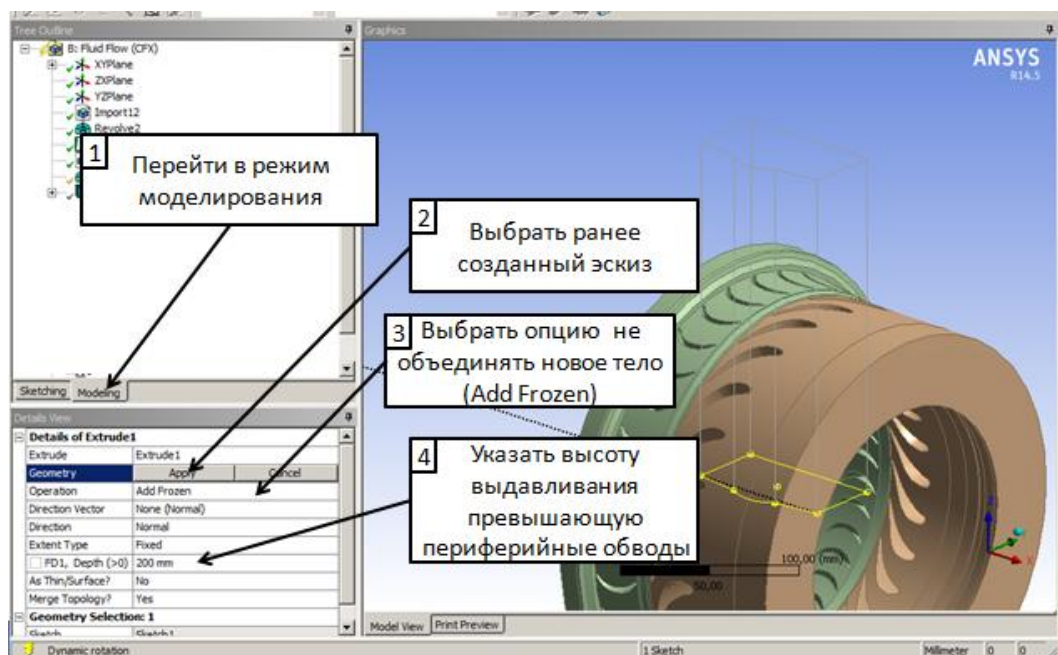 Tree Outline
Graphics
B: Fluid Flow (CFX)
XYPlane
ZXPlane
YZPlane
Import12
Revolve2
ANSYS
R14.5
1
Перейти в режим
моделирования
2
Выбрать ранее
созданный эскиз
3
Выбрать опцию не
объединять новое тело
(Add Frozen)
4
Указать высоту
выдавливания
превышающую
периферийные обводы
Sketching
Modeling
Details View
Details of Extrude1
Extrude Extrude1
Geometry Apply Cancel
Operation Add Frozen
Direction Vector None (Normal)
Direction Normal
Extent Type Fixed
FD1, Depth (>0) 200 mm
As Thin/Surface? No
Merge Topology? Yes
Geometry Selection: 1
Sketch Sketch1
100,00 (mm)
50,00
Z
X
Model View
Print Preview
Dynamic rotation
1 Sketch
Millimeter 0 0